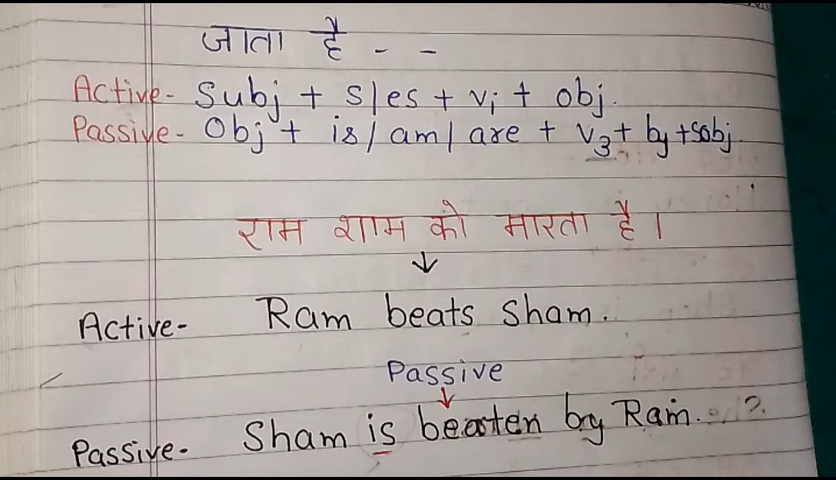 जाता है - -
Active- Subj + s/es + v₁ + obj.
Passive- Obj + is/am/are + v₃ + by + sobj.
राम शाम को मारता है।
↓
Active- Ram beats Sham.
Passive
↓
Passive- Sham is beaten by Ram.